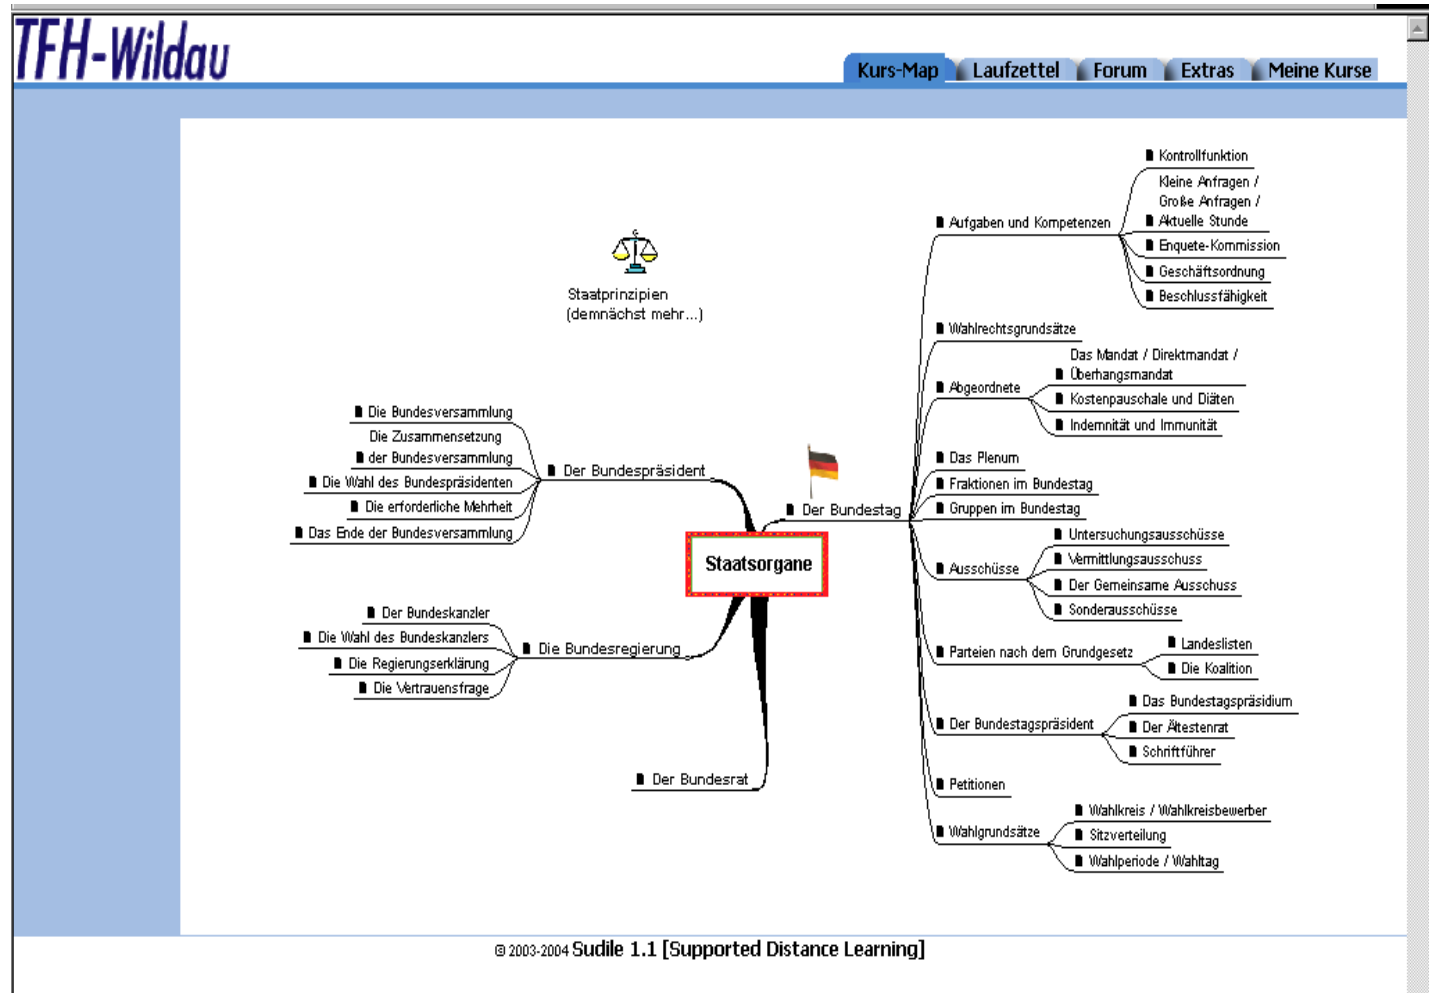 TFH-Wildau
Kurs-Map
Laufzettel
Forum
Extras
Meine Kurse
Staatprinzipien
(demnächst mehr...)
Die Bundesversammlung
Die Zusammensetzung
der Bundesversammlung
Die Wahl des Bundespräsidenten
Die erforderliche Mehrheit
Das Ende der Bundesversammlung
Der Bundespräsident
Der Bundeskanzler
Die Wahl des Bundeskanzlers
Die Regierungserklärung
Die Vertrauensfrage
Die Bundesregierung
Der Bundesrat
Staatsorgane
Der Bundestag
Aufgaben und Kompetenzen
Kontrollfunktion
Kleine Anfragen /
Große Anfragen /
Aktuelle Stunde
Enquete-Kommission
Geschäftsordnung
Beschlussfähigkeit
Wahlrechtsgrundsätze
Abgeordnete
Das Mandat / Direktmandat /
Überhangsmandat
Kostenpauschale und Diäten
Indemnität und Immunität
Das Plenum
Fraktionen im Bundestag
Gruppen im Bundestag
Ausschüsse
Untersuchungsausschüsse
Vermittlungsausschuss
Der Gemeinsame Ausschuss
Sonderausschüsse
Parteien nach dem Grundgesetz
Landeslisten
Die Koalition
Der Bundestagspräsident
Das Bundestagspräsidium
Der Ältestenrat
Schriftführer
Petitionen
Wahlgrundsätze
Wahlkreis / Wahlkreisbewerber
Sitzverteilung
Wahlperiode / Wahltag
© 2003-2004 Sudile 1.1 [Supported Distance Learning]